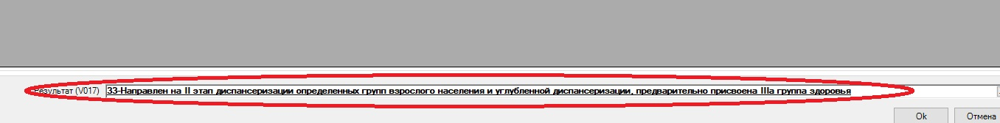 Результат (V017) 33-Направлен на II этап диспансеризации определенных групп взрослого населения и углубленной диспансеризации, предварительно присвоена IIIа группа здоровья
Ok Отмена